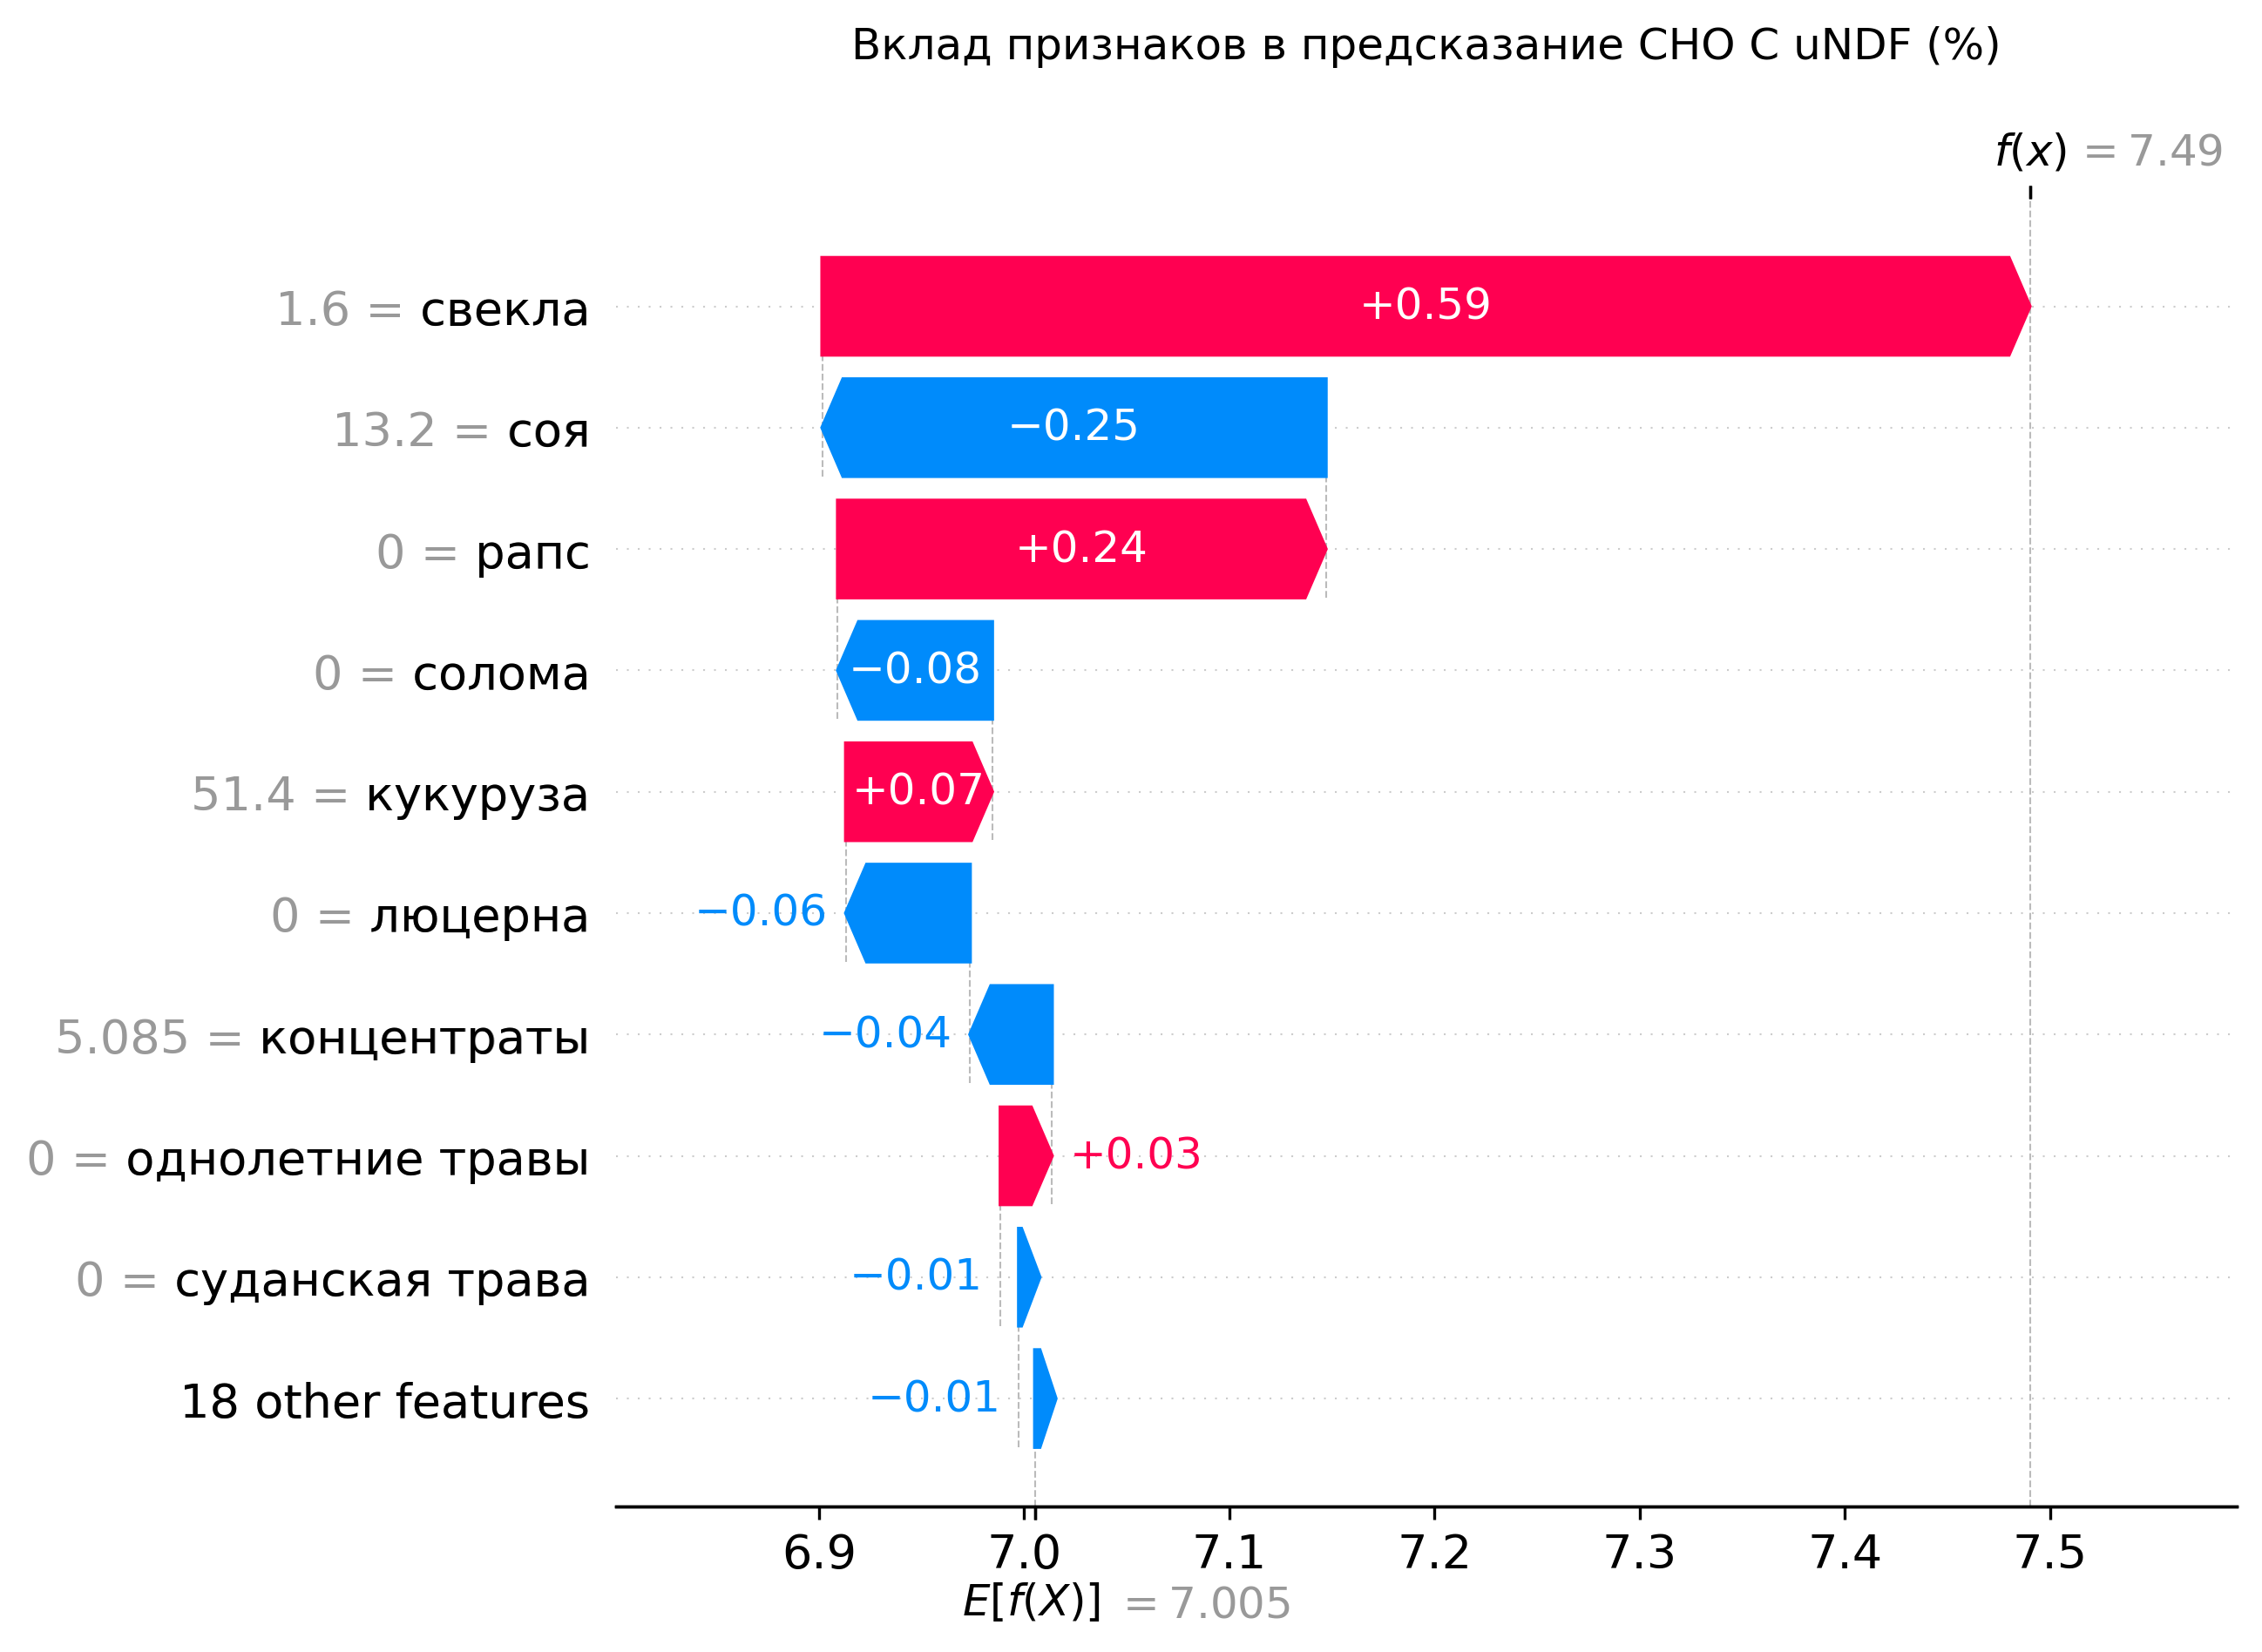 Вклад признаков в предсказание CHO C uNDF (%)
f(x) = 7.49
1.6 = свекла
+0.59
13.2 = соя
−0.25
0 = рапс
+0.24
0 = солома
−0.08
51.4 = кукуруза
+0.07
0 = люцерна
−0.06
5.085 = концентраты
−0.04
0 = однолетние травы
+0.03
0 = суданская трава
−0.01
18 other features
−0.01
6.9 7.0 7.1 7.2 7.3 7.4 7.5
E[f(X)] = 7.005